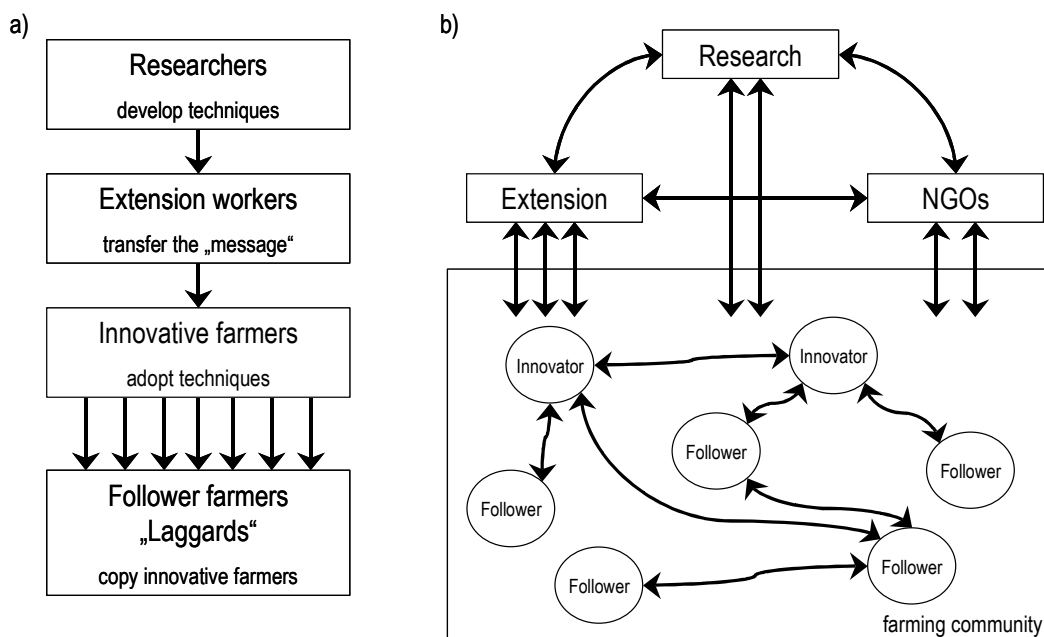 a)
Researchers
develop techniques
Extension workers
transfer the „message“
Innovative farmers
adopt techniques
Follower farmers
„Laggards“
copy innovative farmers
b)
Research
Extension
NGOs
Innovator
Innovator
Follower
Follower
Follower
Follower
Follower
farming community